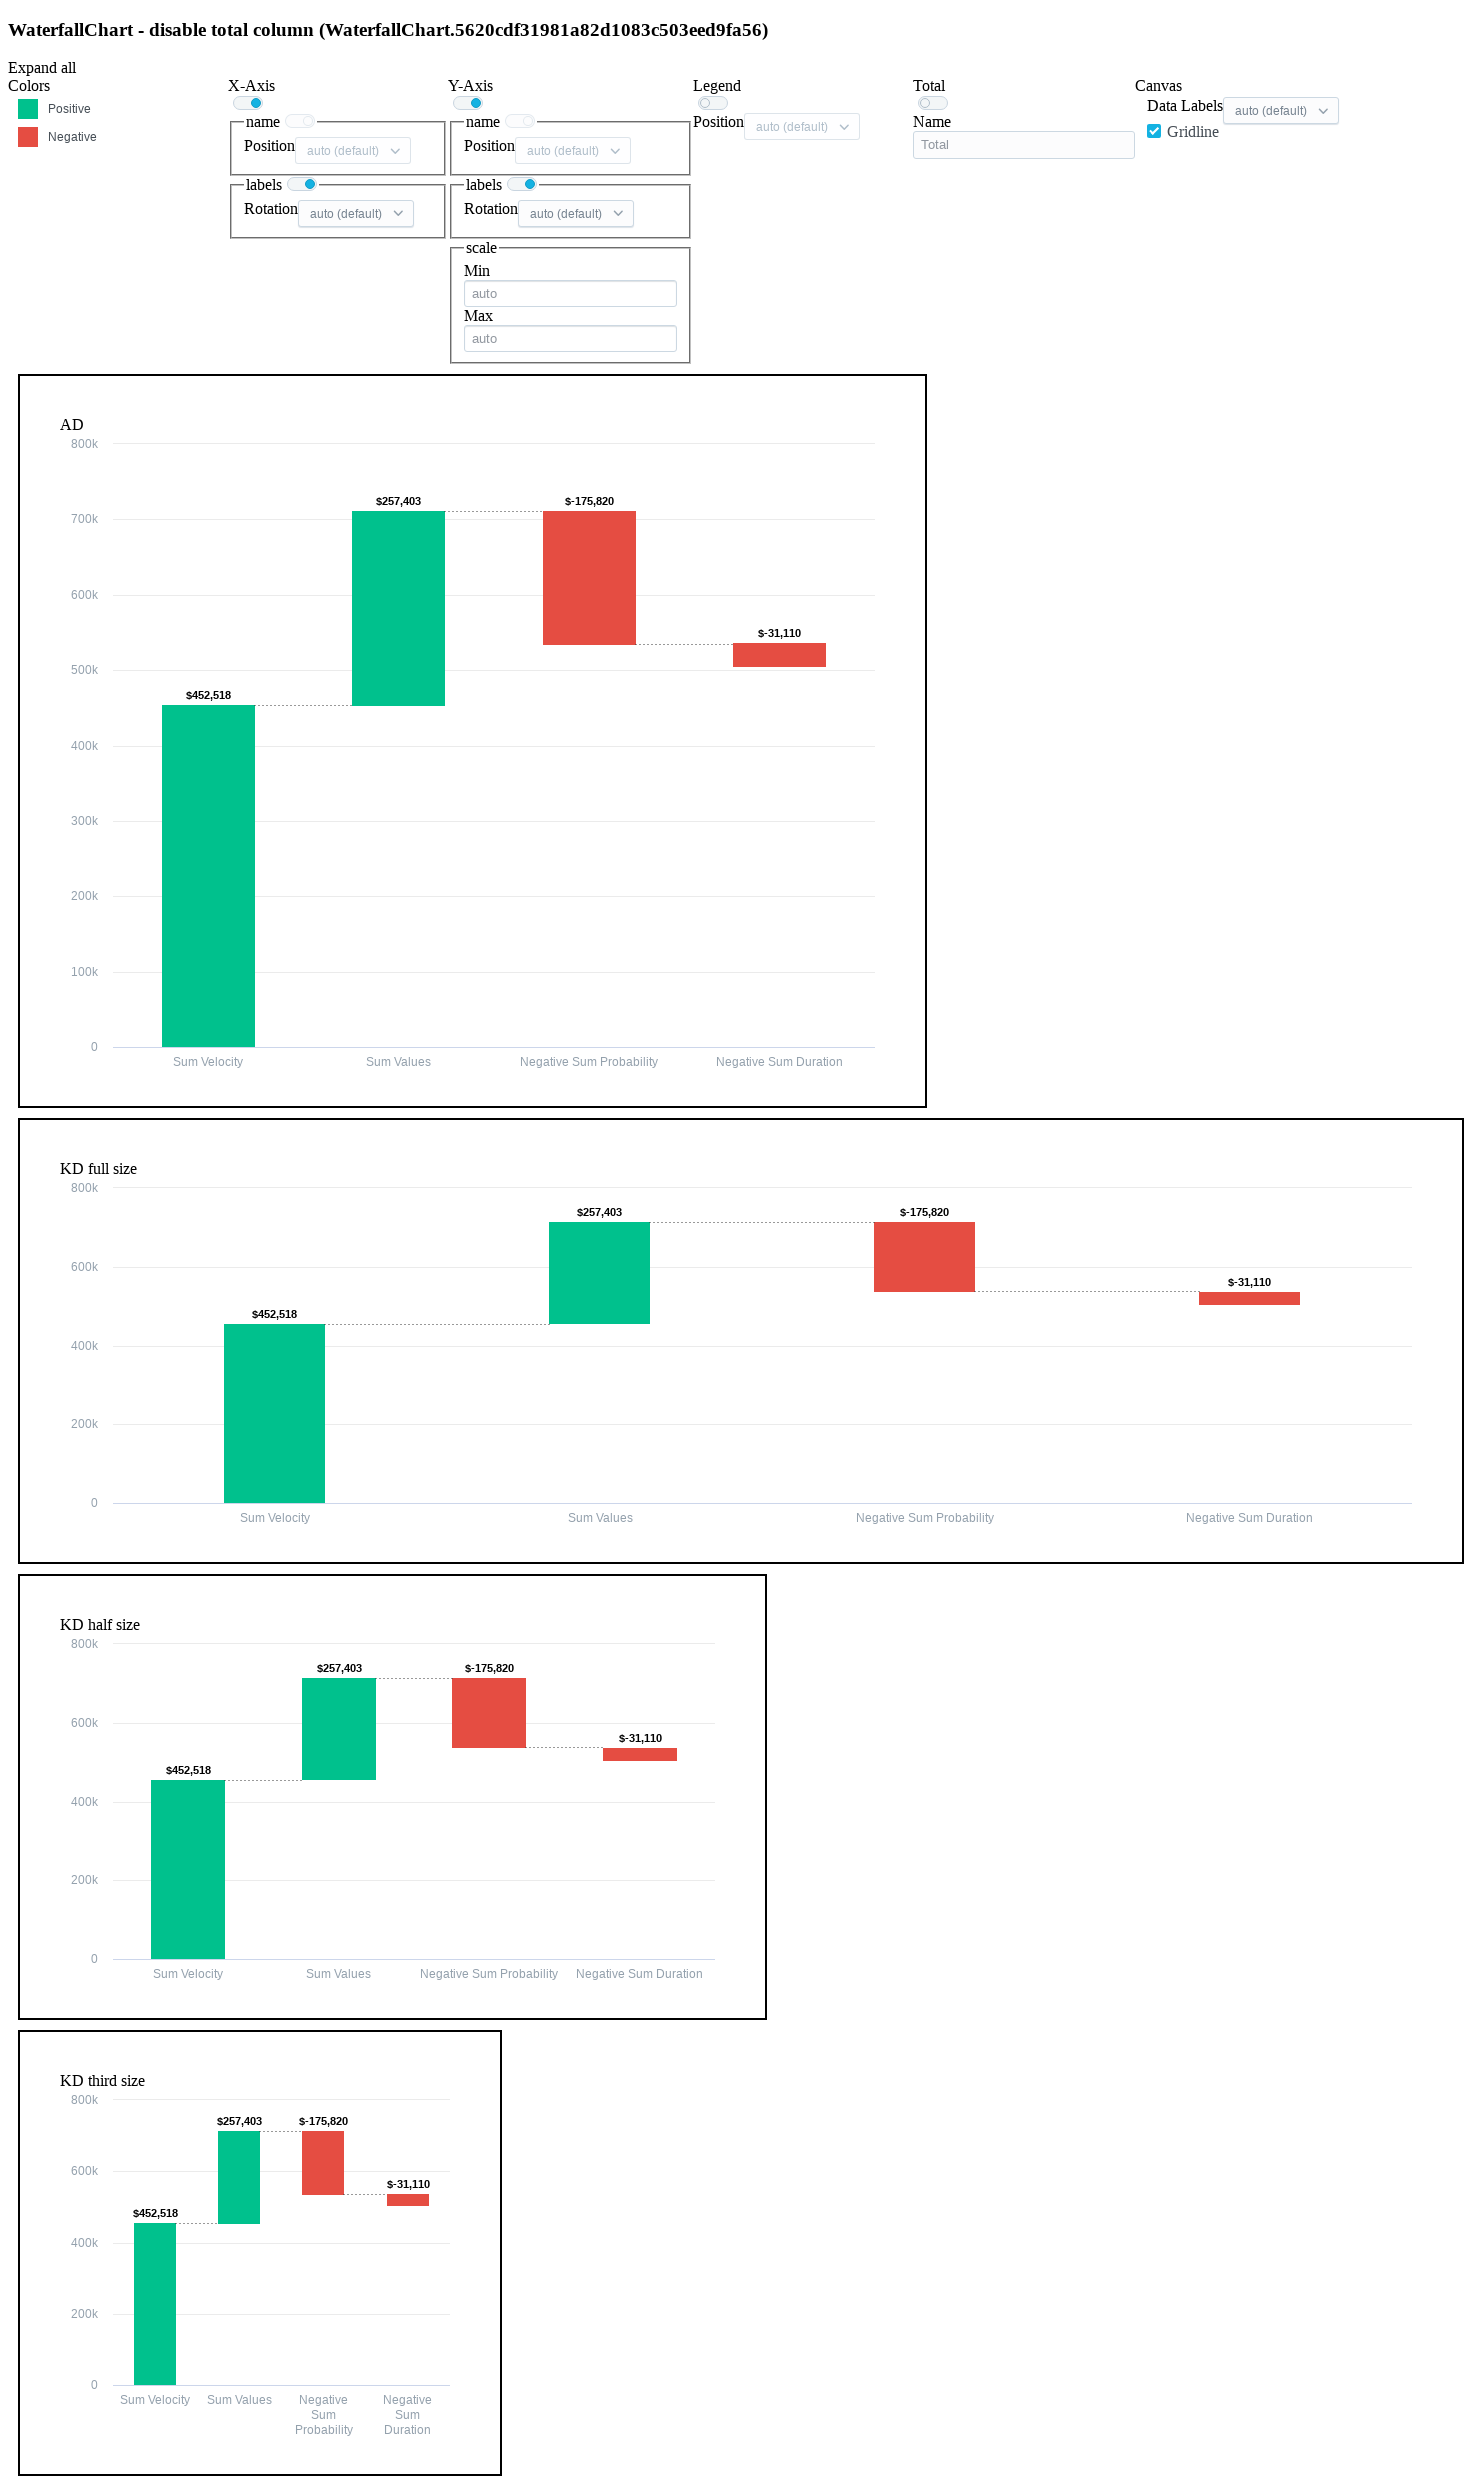 WaterfallChart - disable total column (WaterfallChart.5620cdf31981a82d1083c503eed9fa56)
Expand all
Colors
Positive
Negative
X-Axis
name
Position auto (default)
labels
Rotation auto (default)
Y-Axis
name
Position auto (default)
labels
Rotation auto (default)
scale
Min
auto
Max
auto
Legend
Position auto (default)
Total
Name
Total
Canvas
Data Labels auto (default)
Gridline
AD
800k
700k
600k
500k
400k
300k
200k
100k
0
$452,518
$257,403
$-175,820
$-31,110
Sum Velocity
Sum Values
Negative Sum Probability
Negative Sum Duration
KD full size
800k
600k
400k
200k
0
$452,518
$257,403
$-175,820
$-31,110
Sum Velocity
Sum Values
Negative Sum Probability
Negative Sum Duration
KD half size
800k
600k
400k
200k
0
$452,518
$257,403
$-175,820
$-31,110
Sum Velocity
Sum Values
Negative Sum Probability
Negative Sum Duration
KD third size
800k
600k
400k
200k
0
$452,518
$257,403
$-175,820
$-31,110
Sum Velocity
Sum Values
Negative
Sum
Probability
Negative
Sum
Duration